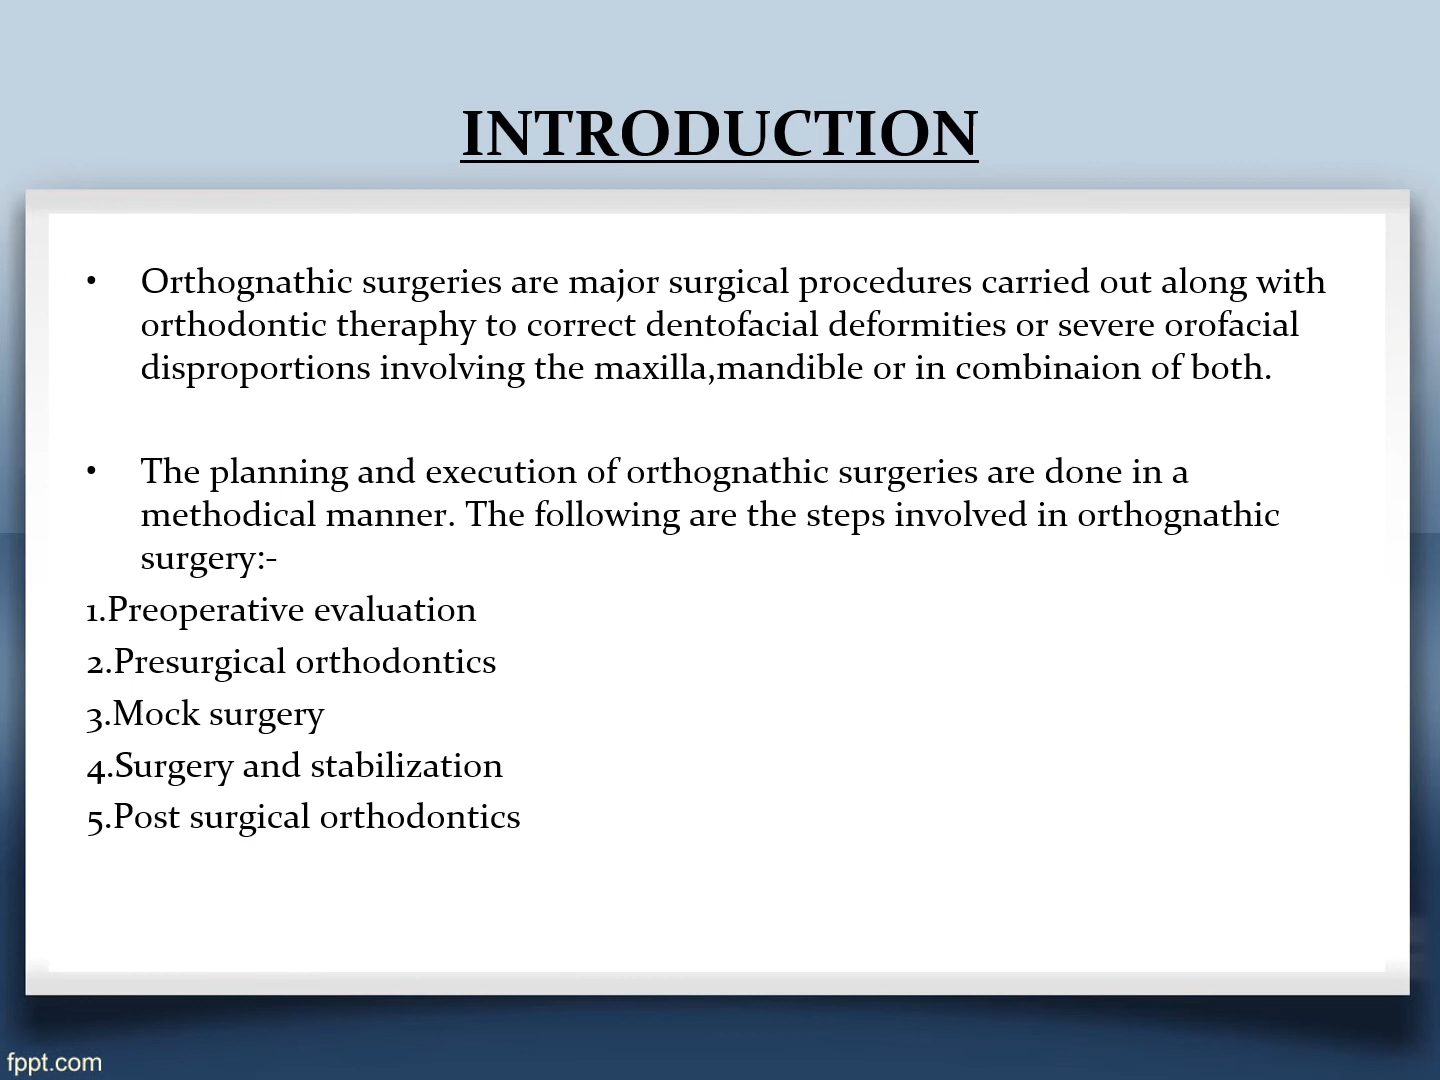 INTRODUCTION
• Orthognathic surgeries are major surgical procedures carried out along with
orthodontic theraphy to correct dentofacial deformities or severe orofacial
disproportions involving the maxilla,mandible or in combinaion of both.
• The planning and execution of orthognathic surgeries are done in a
methodical manner. The following are the steps involved in orthognathic
surgery:-
1.Preoperative evaluation
2.Presurgical orthodontics
3.Mock surgery
4.Surgery and stabilization
5.Post surgical orthodontics
fppt.com